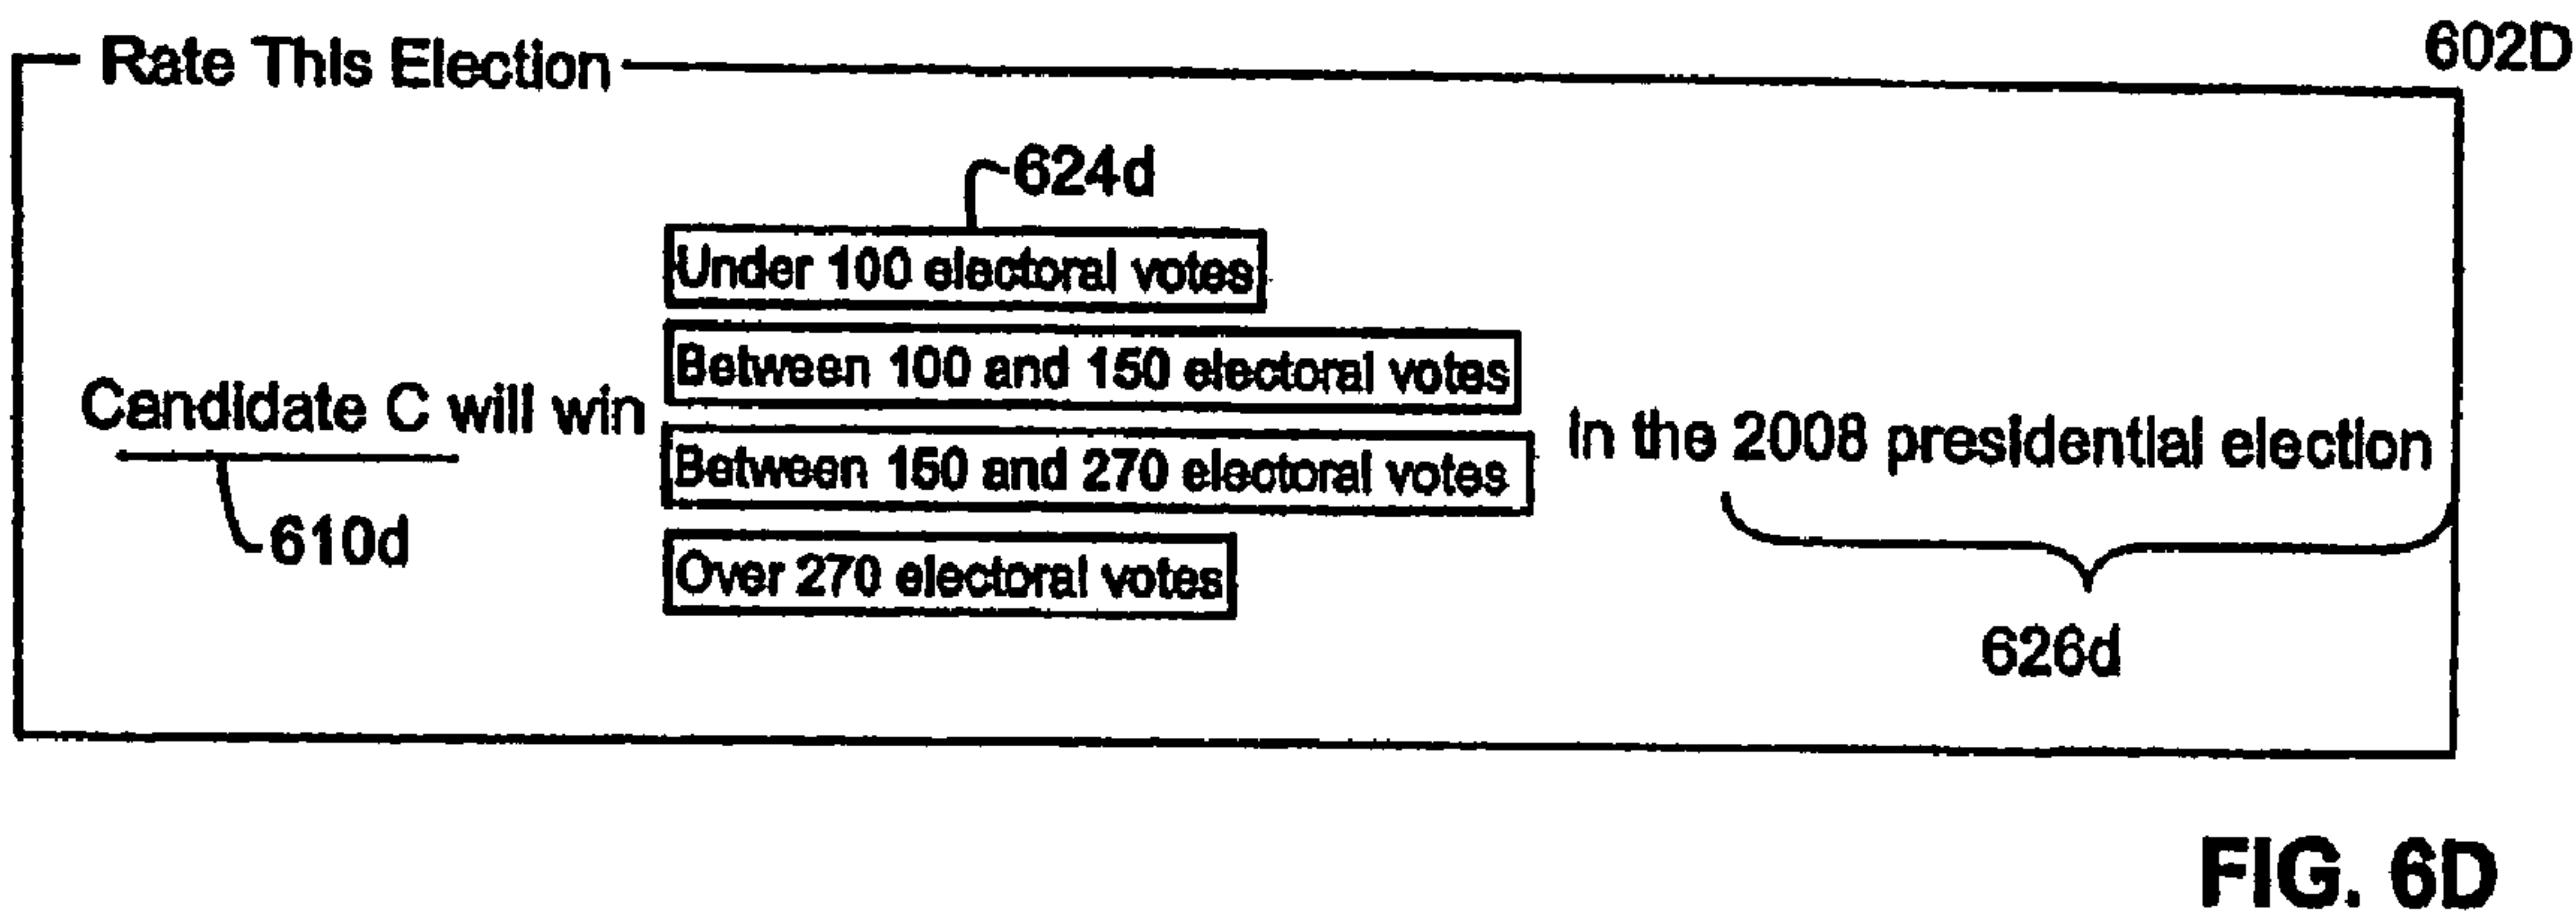 Rate This Election
602D
624d
Under 100 electoral votes
Between 100 and 150 electoral votes
Candidate C will win
Between 150 and 270 electoral votes
in the 2008 presidential election
Over 270 electoral votes
610d
626d
FIG. 6D